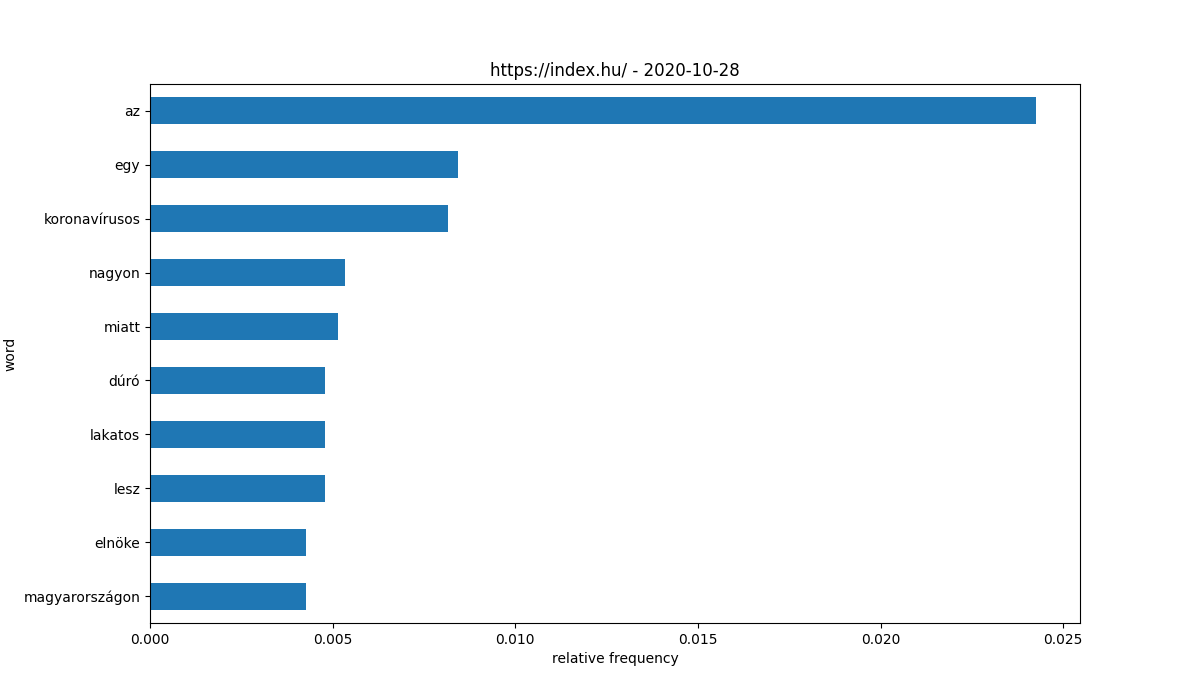 https://index.hu/ - 2020-10-28
az
egy
koronavírusos
nagyon
miatt
dúró
lakatos
lesz
elnöke
magyarországon
word
0.000 0.005 0.010 0.015 0.020 0.025
relative frequency